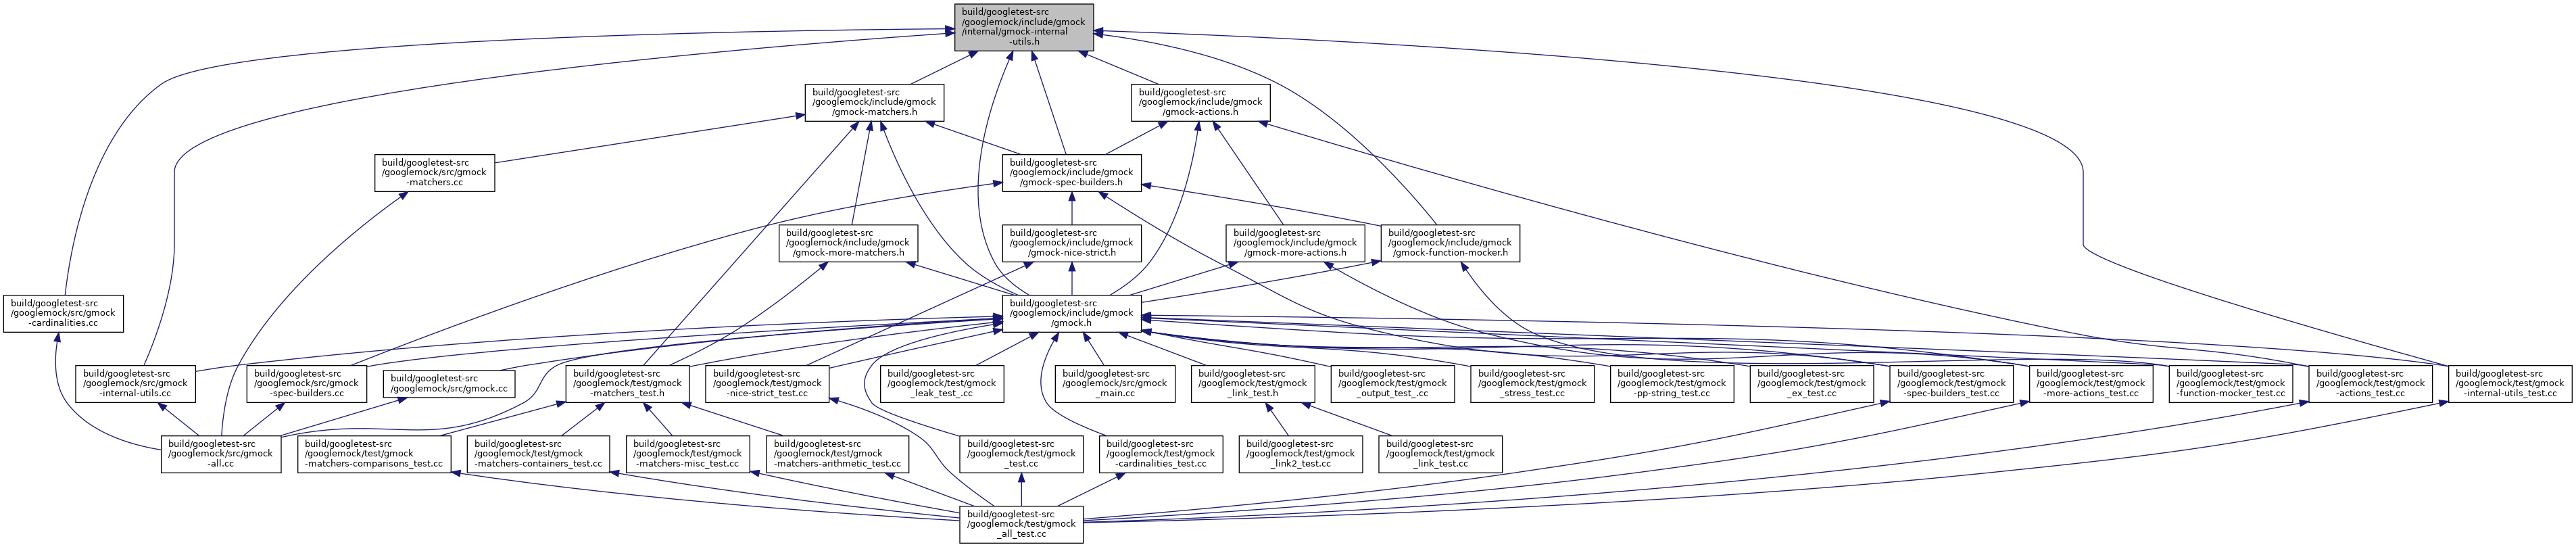 build/googletest-src
/googlemock/include/gmock
/internal/gmock-internal
-utils.h
build/googletest-src
/googlemock/include/gmock
/gmock-matchers.h
build/googletest-src
/googlemock/include/gmock
/gmock-actions.h
build/googletest-src
/googlemock/src/gmock
-matchers.cc
build/googletest-src
/googlemock/include/gmock
/gmock-spec-builders.h
build/googletest-src
/googlemock/include/gmock
/gmock-more-matchers.h
build/googletest-src
/googlemock/include/gmock
/gmock-nice-strict.h
build/googletest-src
/googlemock/include/gmock
/gmock-more-actions.h
build/googletest-src
/googlemock/include/gmock
/gmock-function-mocker.h
build/googletest-src
/googlemock/src/gmock
-cardinalities.cc
build/googletest-src
/googlemock/include/gmock
/gmock.h
build/googletest-src
/googlemock/src/gmock
-internal-utils.cc
build/googletest-src
/googlemock/src/gmock
-spec-builders.cc
build/googletest-src
/googlemock/src/gmock.cc
build/googletest-src
/googlemock/test/gmock
-matchers_test.h
build/googletest-src
/googlemock/test/gmock
-nice-strict_test.cc
build/googletest-src
/googlemock/test/gmock
_leak_test_.cc
build/googletest-src
/googlemock/src/gmock
_main.cc
build/googletest-src
/googlemock/test/gmock
_link_test.h
build/googletest-src
/googlemock/test/gmock
_output_test_.cc
build/googletest-src
/googlemock/test/gmock
_stress_test.cc
build/googletest-src
/googlemock/test/gmock
-pp-string_test.cc
build/googletest-src
/googlemock/test/gmock
_ex_test.cc
build/googletest-src
/googlemock/test/gmock
-spec-builders_test.cc
build/googletest-src
/googlemock/test/gmock
-more-actions_test.cc
build/googletest-src
/googlemock/test/gmock
-function-mocker_test.cc
build/googletest-src
/googlemock/test/gmock
-actions_test.cc
build/googletest-src
/googlemock/test/gmock
-internal-utils_test.cc
build/googletest-src
/googlemock/src/gmock
-all.cc
build/googletest-src
/googlemock/test/gmock
-matchers-comparisons_test.cc
build/googletest-src
/googlemock/test/gmock
-matchers-containers_test.cc
build/googletest-src
/googlemock/test/gmock
-matchers-misc_test.cc
build/googletest-src
/googlemock/test/gmock
-matchers-arithmetic_test.cc
build/googletest-src
/googlemock/test/gmock
_test.cc
build/googletest-src
/googlemock/test/gmock
-cardinalities_test.cc
build/googletest-src
/googlemock/test/gmock
_link2_test.cc
build/googletest-src
/googlemock/test/gmock
_link_test.cc
build/googletest-src
/googlemock/test/gmock
_all_test.cc